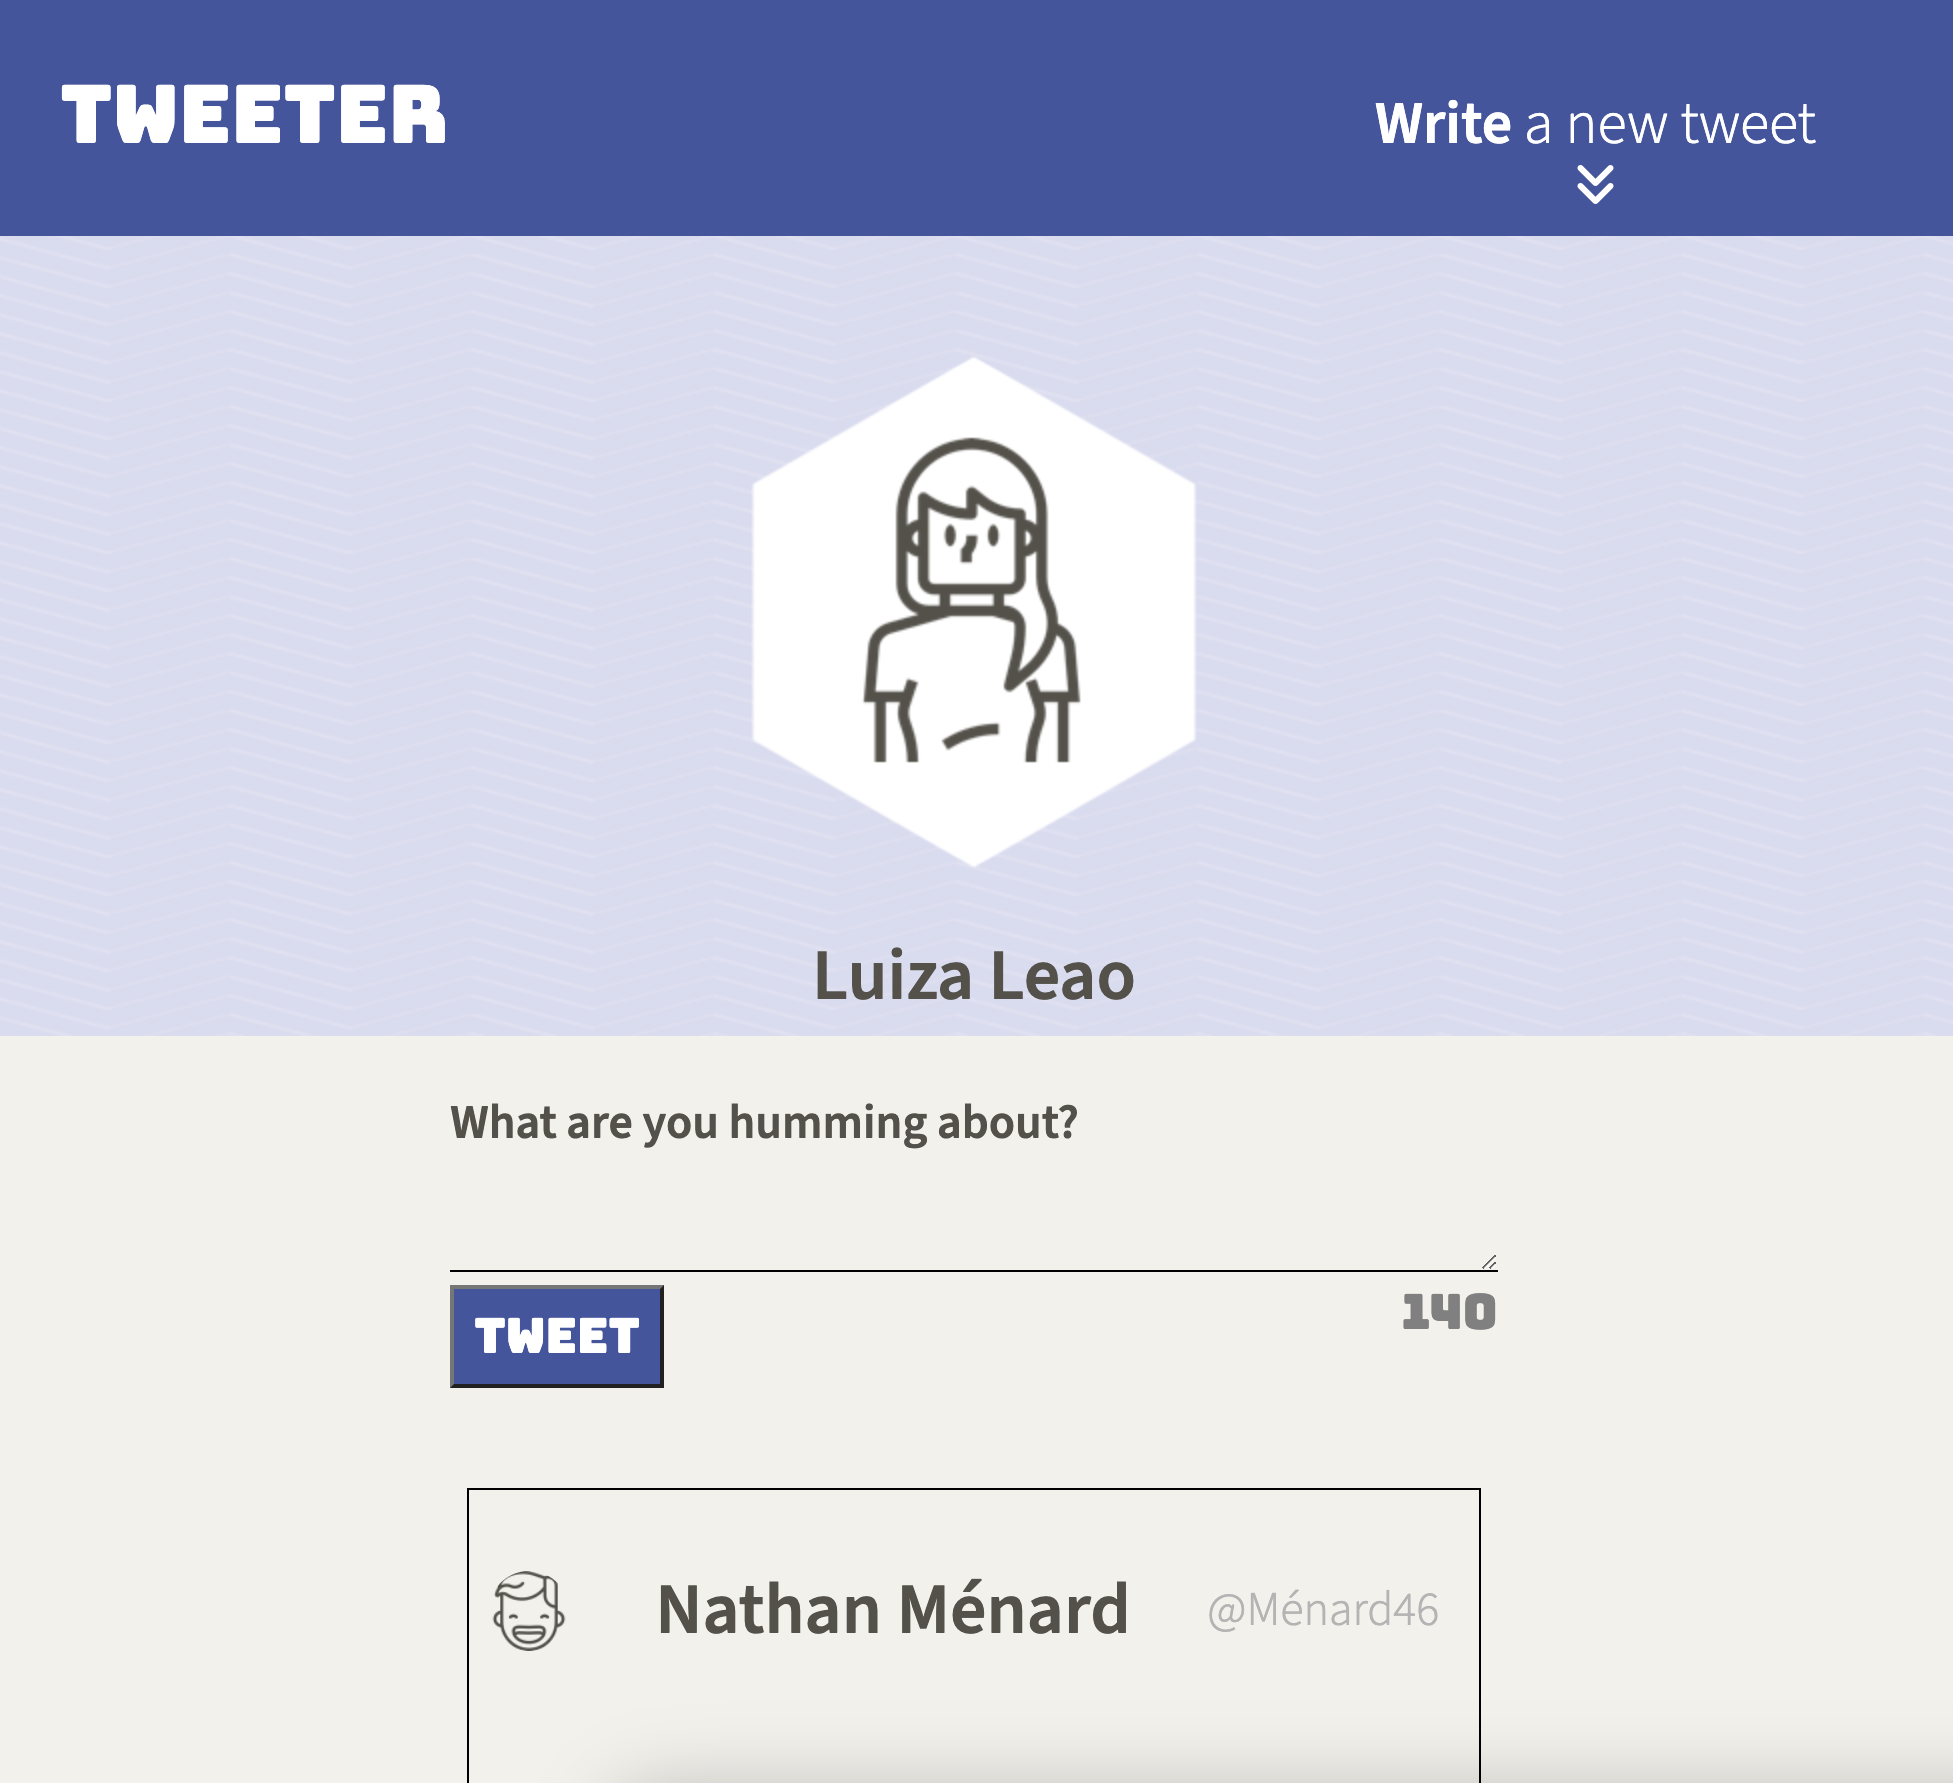 TWEETER
Write a new tweet
Luiza Leao
What are you humming about?
TWEET
140
Nathan Ménard
@Ménard46